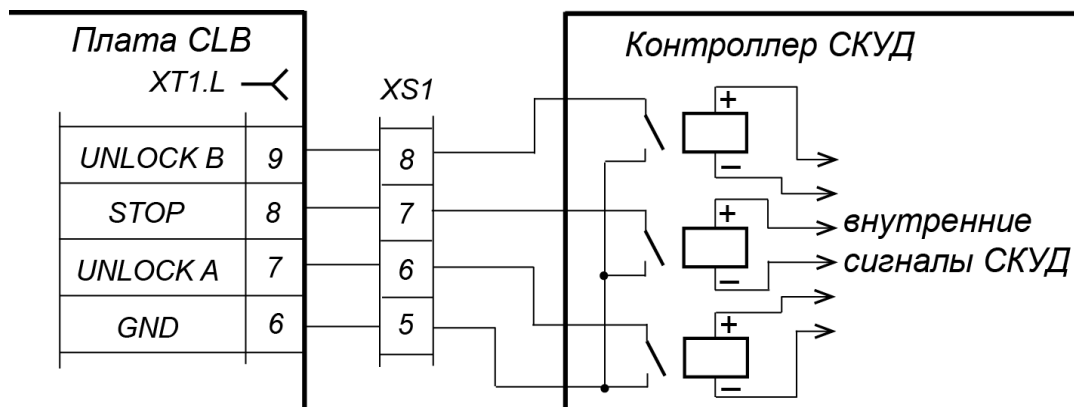 Плата CLB
Контроллер СКУД
XT1.L
XS1
+
UNLOCK B 9 8
−
STOP 8 7
+
внутренние
UNLOCK A 7 6
сигналы СКУД
−
GND 6 5
+
−